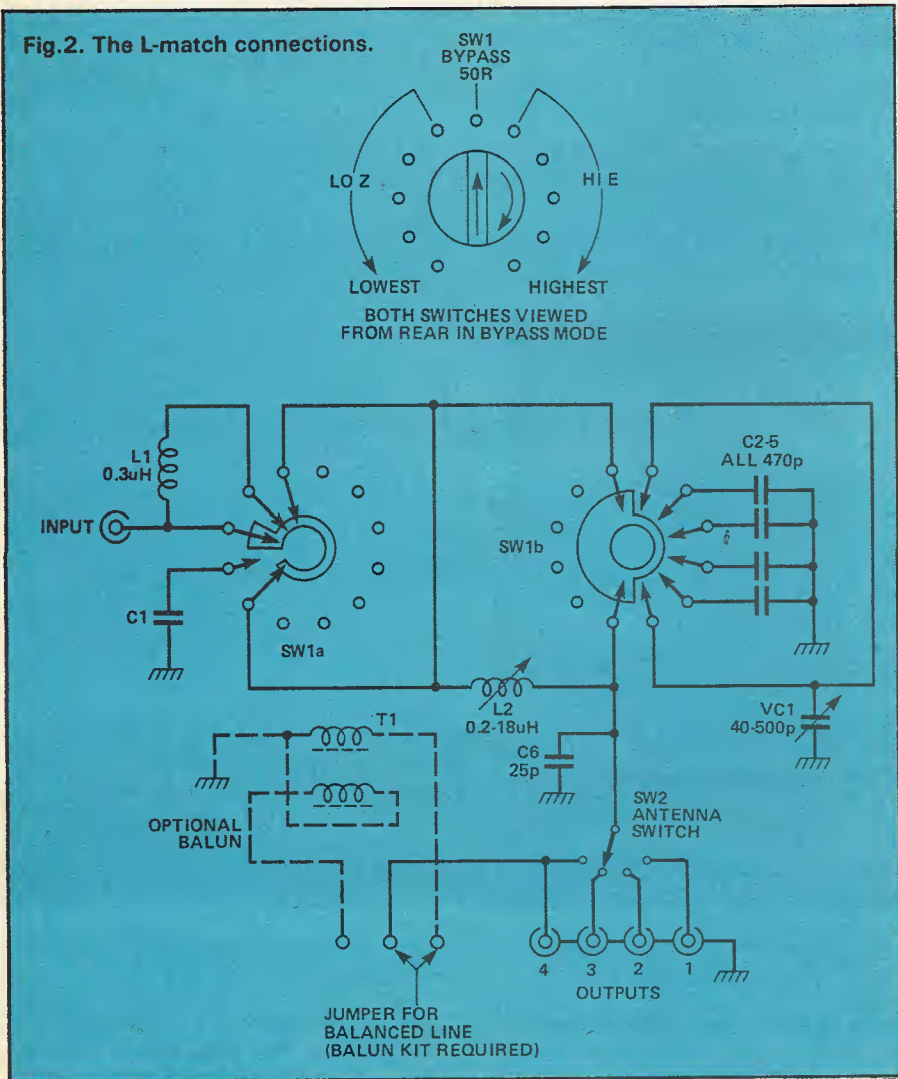 Fig.2. The L-match connections.
SW1
BYPASS
50R
LO Z
HI E
LOWEST
HIGHEST
BOTH SWITCHES VIEWED
FROM REAR IN BYPASS MODE
L1
0.3uH
C2-5
ALL 470p
INPUT
SW1b
C1
SW1a
L2
0.2-18uH
VC1
40-500p
T1
C6
25p
OPTIONAL
BALUN
SW2
ANTENNA
SWITCH
4 3 2 1
OUTPUTS
JUMPER FOR
BALANCED LINE
(BALUN KIT REQUIRED)